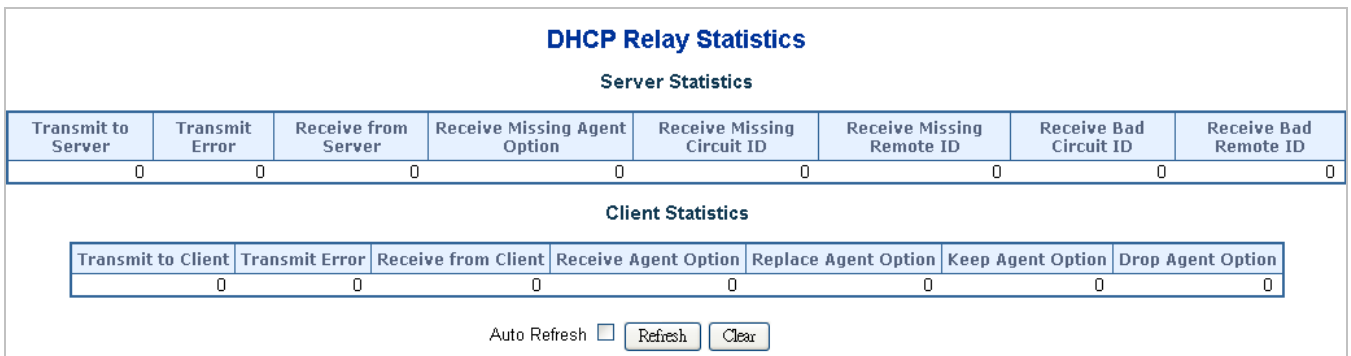 DHCP Relay Statistics
Server Statistics
Transmit to Server Transmit Error Receive from Server Receive Missing Agent Option Receive Missing Circuit ID Receive Missing Remote ID Receive Bad Circuit ID Receive Bad Remote ID
0 0 0 0 0 0 0 0
Client Statistics
Transmit to Client Transmit Error Receive from Client Receive Agent Option Replace Agent Option Keep Agent Option Drop Agent Option
0 0 0 0 0 0 0
Auto Refresh Refresh Clear